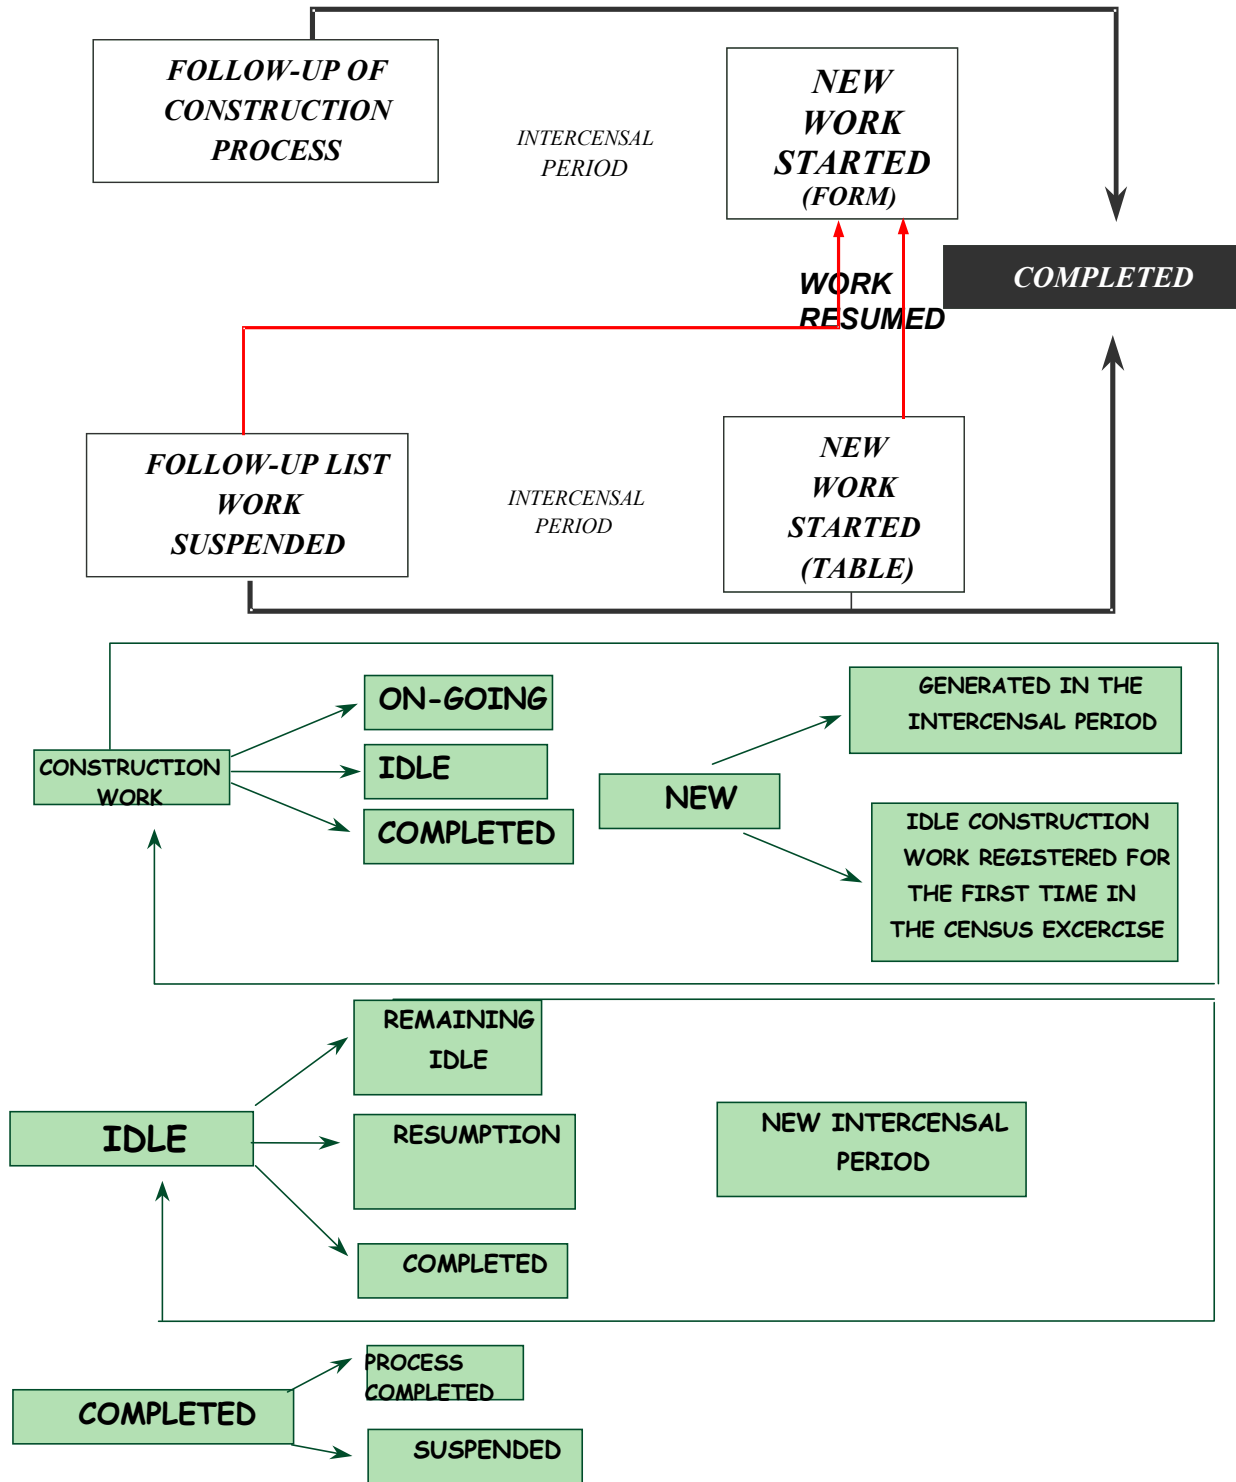 FOLLOW-UP OF
CONSTRUCTION
PROCESS
INTERCENSAL
PERIOD
NEW
WORK
STARTED
(FORM)
WORK
RESUMED
COMPLETED
FOLLOW-UP LIST
WORK
SUSPENDED
INTERCENSAL
PERIOD
NEW
WORK
STARTED
(TABLE)
CONSTRUCTION
WORK
ON-GOING
IDLE
COMPLETED
NEW
GENERATED IN THE
INTERCENSAL PERIOD
IDLE CONSTRUCTION
WORK REGISTERED FOR
THE FIRST TIME IN
THE CENSUS EXCERCISE
IDLE
REMAINING
IDLE
RESUMPTION
COMPLETED
NEW INTERCENSAL
PERIOD
COMPLETED
PROCESS
COMPLETED
SUSPENDED